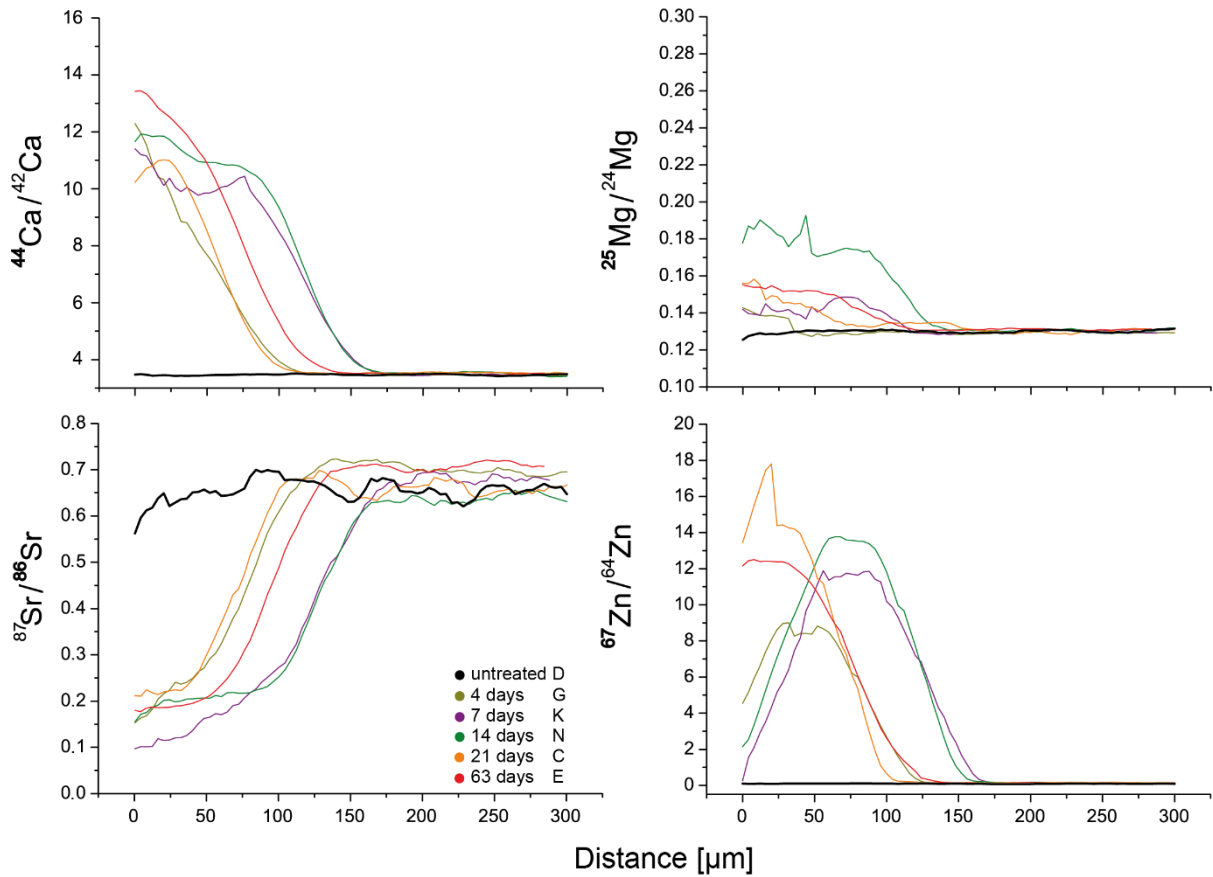 16
14
12
10
8
6
4
⁴⁴Ca/⁴²Ca
0.30
0.28
0.26
0.24
0.22
0.20
0.18
0.16
0.14
0.12
0.10
²⁵Mg/²⁴Mg
0.8
0.7
0.6
0.5
0.4
0.3
0.2
0.1
0.0
⁸⁷Sr/⁸⁶Sr
untreated D
4 days G
7 days K
14 days N
21 days C
63 days E
0 50 100 150 200 250 300
20
18
16
14
12
10
8
6
4
2
0
⁶⁷Zn/⁶⁴Zn
0 50 100 150 200 250 300
Distance [µm]